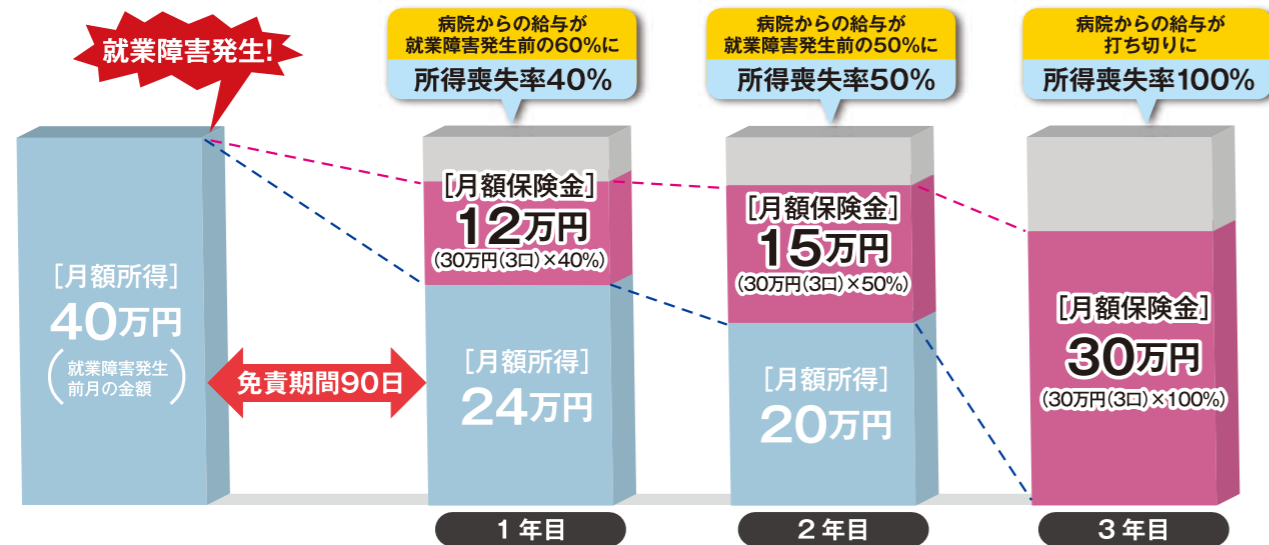 就業障害発生!
病院からの給与が
就業障害発生前の60%に
所得喪失率40%
病院からの給与が
就業障害発生前の50%に
所得喪失率50%
病院からの給与が
打ち切りに
所得喪失率100%
[月額所得]
40万円
(就業障害発生
前月の金額)
免責期間90日
[月額保険金]
12万円
(30万円(3口)×40%)
[月額所得]
24万円
1年目
[月額保険金]
15万円
(30万円(3口)×50%)
[月額所得]
20万円
2年目
[月額保険金]
30万円
(30万円(3口)×100%)
3年目